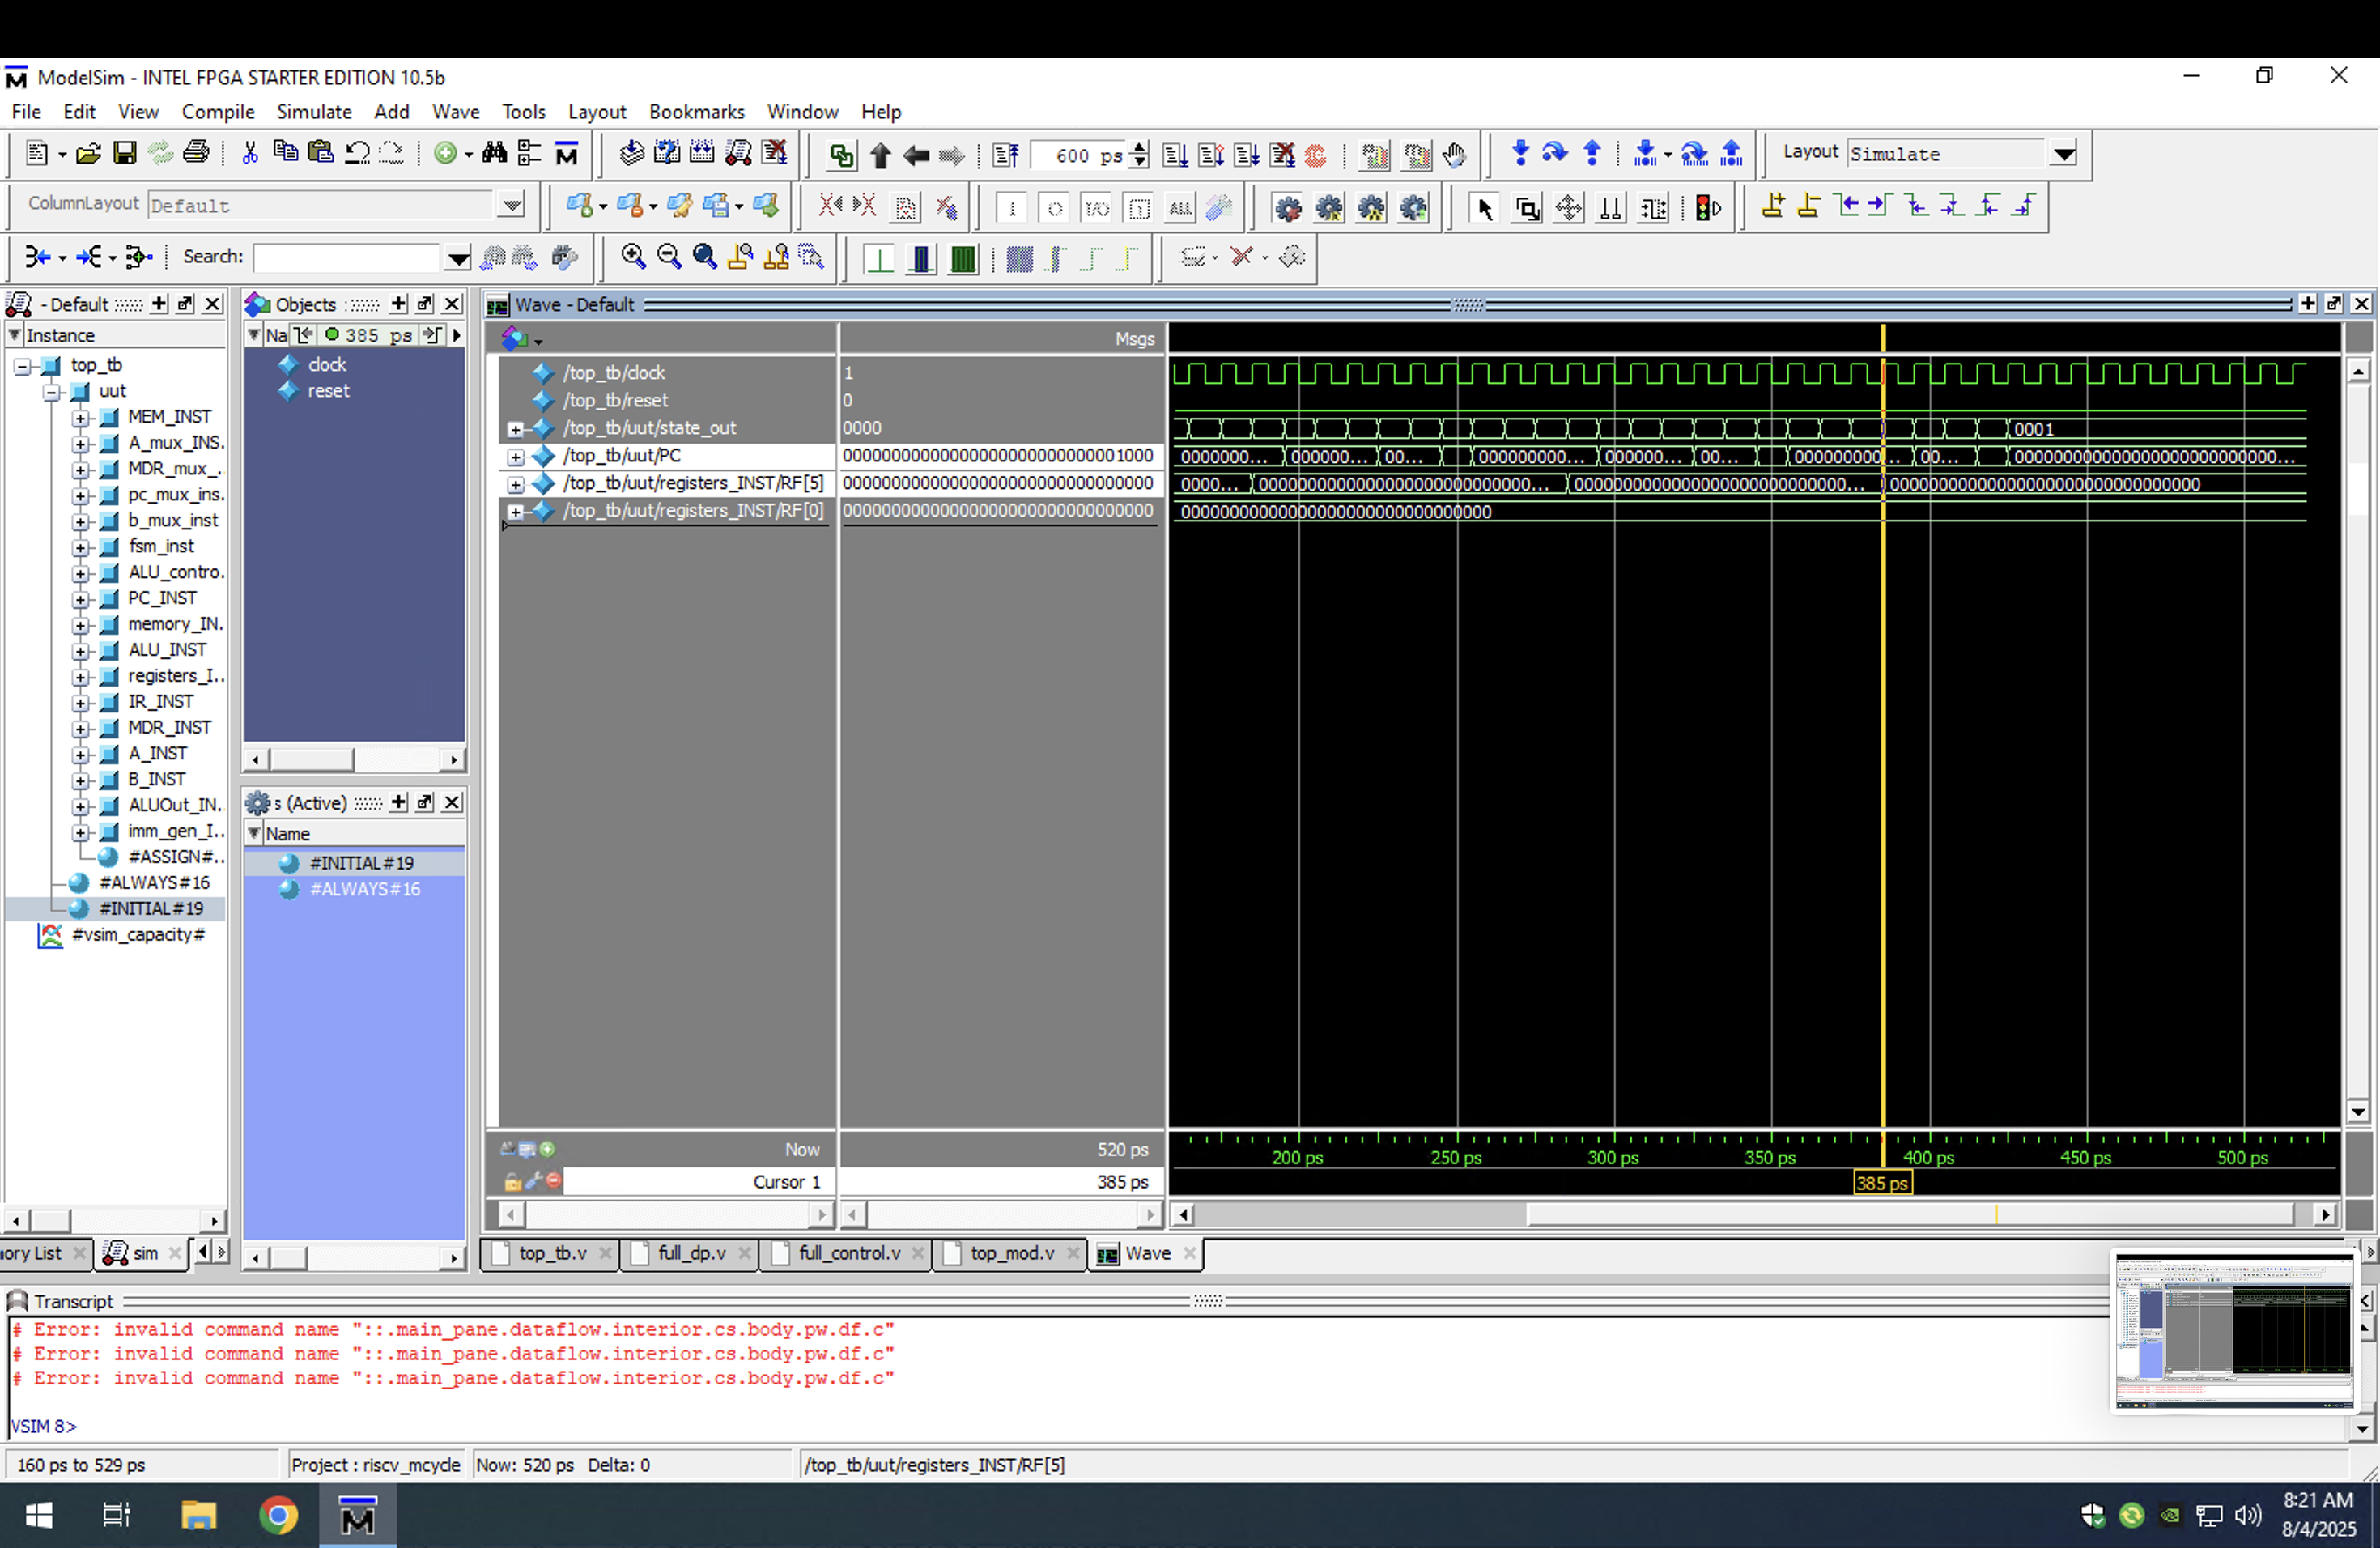 ModelSim - INTEL FPGA STARTER EDITION 10.5b
File Edit View Compile Simulate Add Wave Tools Layout Bookmarks Window Help
600 ps
Layout Simulate
ColumnLayout Default
Search:
- Default
Instance
top_tb
uut
MEM_INST
A_mux_INS.
MDR_mux_.
pc_mux_ins.
b_mux_inst
fsm_inst
ALU_contro.
PC_INST
memory_IN.
ALU_INST
registers_I..
IR_INST
MDR_INST
A_INST
B_INST
ALUOut_IN.
imm_gen_I..
#ASSIGN#..
#ALWAYS#16
#INITIAL#19
#vsim_capacity#
ory List
sim
Objects
Na 385 ps
clock
reset
s (Active)
Name
#INITIAL#19
#ALWAYS#16
Wave - Default
Msgs
/top_tb/clock 1
/top_tb/reset 0
/top_tb/uut/state_out 0000 0001
/top_tb/uut/PC 00000000000000000000000000001000 0000000... 000000... 00... 000000000... 000000... 00... 000000000... 00... 000000000000000000000000000...
/top_tb/uut/registers_INST/RF[5] 00000000000000000000000000000000 0000... 000000000000000000000000000... 000000000000000000000000000... 00000000000000000000000000000000
/top_tb/uut/registers_INST/RF[0] 00000000000000000000000000000000 00000000000000000000000000000000
Now 520 ps 200 ps 250 ps 300 ps 350 ps 400 ps 450 ps 500 ps
Cursor 1 385 ps 385 ps
top_tb.v full_dp.v full_control.v top_mod.v Wave
Transcript
# Error: invalid command name "::.main_pane.dataflow.interior.cs.body.pw.df.c"
# Error: invalid command name "::.main_pane.dataflow.interior.cs.body.pw.df.c"
# Error: invalid command name "::.main_pane.dataflow.interior.cs.body.pw.df.c"
VSIM 8>
160 ps to 529 ps Project : riscv_mcycle Now: 520 ps Delta: 0 /top_tb/uut/registers_INST/RF[5]
8:21 AM
8/4/2025